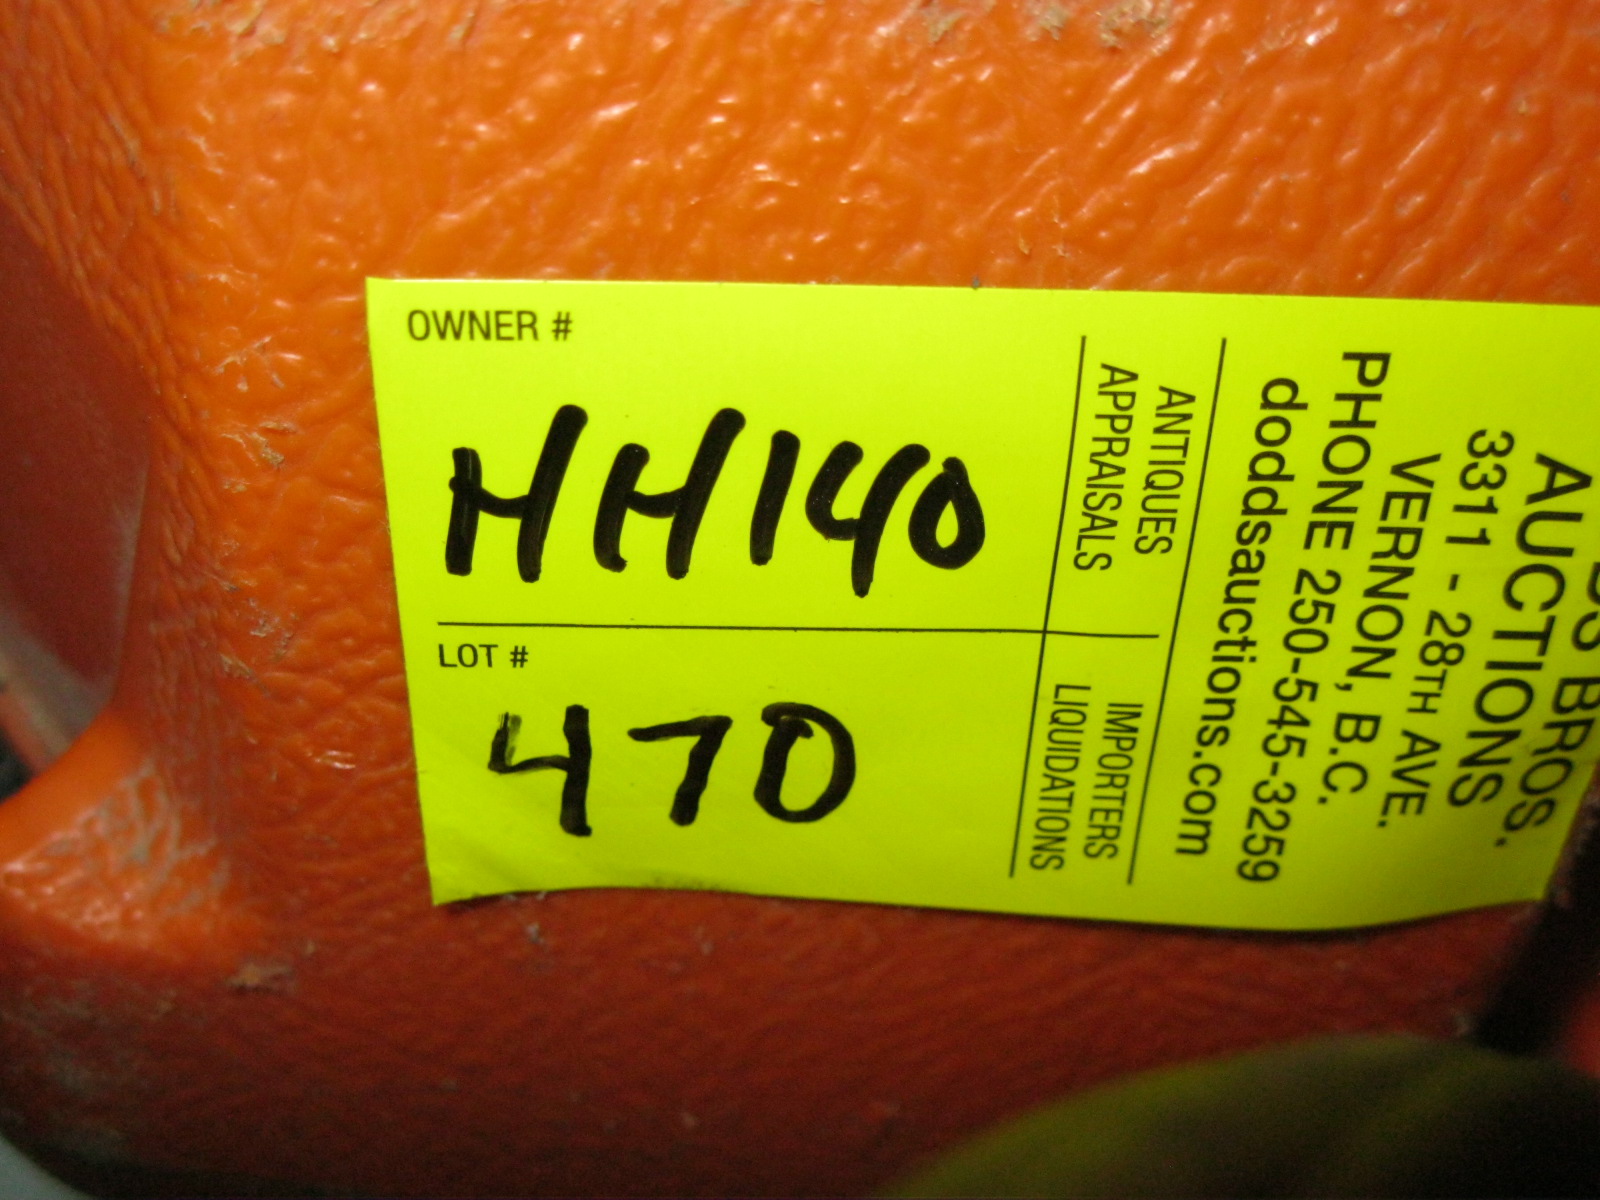 OWNER #
HH140
LOT #
470
ANTIQUES
APPRAISALS
IMPORTERS
LIQUIDATIONS
BROS.
AUCTIONS
3311 - 28TH AVE.
VERNON, B.C.
PHONE 250-545-3259
doddsauctions.com